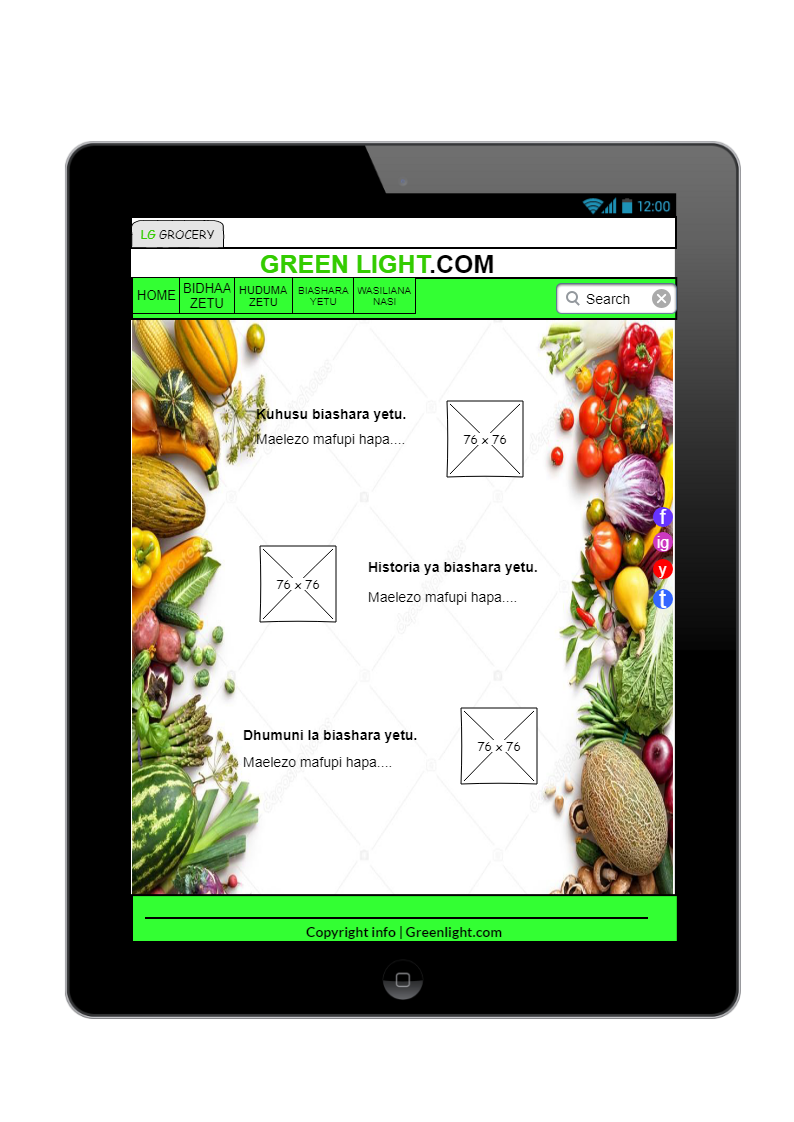 12:00
LG GROCERY
GREEN LIGHT.COM
HOME
BIDHAA
ZETU
HUDUMA
ZETU
BIASHARA
YETU
WASILIANA
NASI
Search
Kuhusu biashara yetu.
Maelezo mafupi hapa....
76 x 76
f
ig
y
t
76 x 76
Historia ya biashara yetu.
Maelezo mafupi hapa....
Dhumuni la biashara yetu.
Maelezo mafupi hapa....
76 x 76
Copyright info | Greenlight.com